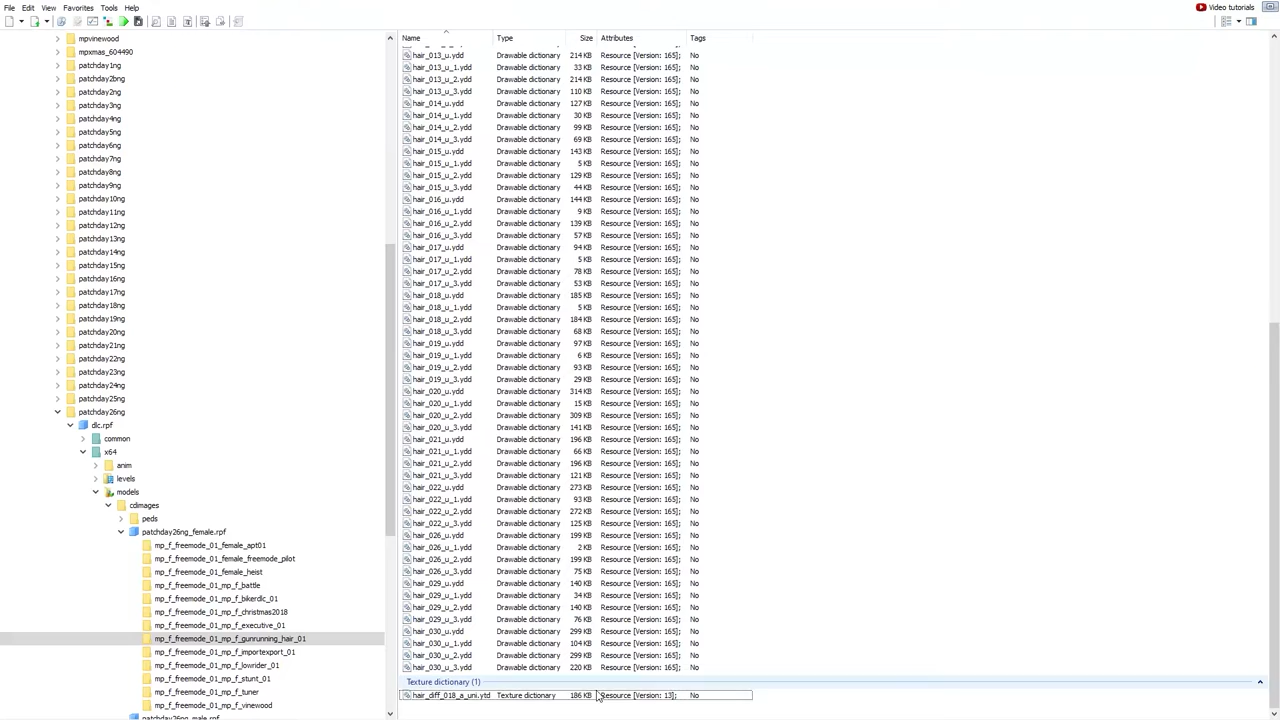 File Edit View Favorites Tools Help
Video tutorials
mpvinewood
mpxmas_604490
patchday1ng
patchday2bng
patchday2ng
patchday3ng
patchday4ng
patchday5ng
patchday6ng
patchday7ng
patchday8ng
patchday9ng
patchday10ng
patchday11ng
patchday12ng
patchday13ng
patchday14ng
patchday15ng
patchday16ng
patchday17ng
patchday18ng
patchday19ng
patchday20ng
patchday21ng
patchday22ng
patchday23ng
patchday24ng
patchday25ng
patchday26ng
dlc.rpf
common
x64
anim
levels
models
cdimages
peds
patchday26ng_female.rpf
mp_f_freemode_01_female_apt01
mp_f_freemode_01_female_freemode_pilot
mp_f_freemode_01_female_heist
mp_f_freemode_01_mp_f_battle
mp_f_freemode_01_mp_f_bikerdlc_01
mp_f_freemode_01_mp_f_christmas2018
mp_f_freemode_01_mp_f_executive_01
mp_f_freemode_01_mp_f_gunrunning_hair_01
mp_f_freemode_01_mp_f_importexport_01
mp_f_freemode_01_mp_f_lowrider_01
mp_f_freemode_01_mp_f_stunt_01
mp_f_freemode_01_mp_f_tuner
mp_f_freemode_01_mp_f_vinewood
patchday26ng_male.rpf
Name Type Size Attributes Tags
hair_013_u.ydd Drawable dictionary 214 KB Resource [Version: 165]; No
hair_013_u_1.ydd Drawable dictionary 33 KB Resource [Version: 165]; No
hair_013_u_2.ydd Drawable dictionary 214 KB Resource [Version: 165]; No
hair_013_u_3.ydd Drawable dictionary 110 KB Resource [Version: 165]; No
hair_014_u.ydd Drawable dictionary 127 KB Resource [Version: 165]; No
hair_014_u_1.ydd Drawable dictionary 30 KB Resource [Version: 165]; No
hair_014_u_2.ydd Drawable dictionary 99 KB Resource [Version: 165]; No
hair_014_u_3.ydd Drawable dictionary 69 KB Resource [Version: 165]; No
hair_015_u.ydd Drawable dictionary 143 KB Resource [Version: 165]; No
hair_015_u_1.ydd Drawable dictionary 5 KB Resource [Version: 165]; No
hair_015_u_2.ydd Drawable dictionary 129 KB Resource [Version: 165]; No
hair_015_u_3.ydd Drawable dictionary 44 KB Resource [Version: 165]; No
hair_016_u.ydd Drawable dictionary 144 KB Resource [Version: 165]; No
hair_016_u_1.ydd Drawable dictionary 9 KB Resource [Version: 165]; No
hair_016_u_2.ydd Drawable dictionary 139 KB Resource [Version: 165]; No
hair_016_u_3.ydd Drawable dictionary 57 KB Resource [Version: 165]; No
hair_017_u.ydd Drawable dictionary 94 KB Resource [Version: 165]; No
hair_017_u_1.ydd Drawable dictionary 5 KB Resource [Version: 165]; No
hair_017_u_2.ydd Drawable dictionary 78 KB Resource [Version: 165]; No
hair_017_u_3.ydd Drawable dictionary 53 KB Resource [Version: 165]; No
hair_018_u.ydd Drawable dictionary 185 KB Resource [Version: 165]; No
hair_018_u_1.ydd Drawable dictionary 5 KB Resource [Version: 165]; No
hair_018_u_2.ydd Drawable dictionary 184 KB Resource [Version: 165]; No
hair_018_u_3.ydd Drawable dictionary 68 KB Resource [Version: 165]; No
hair_019_u.ydd Drawable dictionary 97 KB Resource [Version: 165]; No
hair_019_u_1.ydd Drawable dictionary 6 KB Resource [Version: 165]; No
hair_019_u_2.ydd Drawable dictionary 93 KB Resource [Version: 165]; No
hair_019_u_3.ydd Drawable dictionary 29 KB Resource [Version: 165]; No
hair_020_u.ydd Drawable dictionary 314 KB Resource [Version: 165]; No
hair_020_u_1.ydd Drawable dictionary 15 KB Resource [Version: 165]; No
hair_020_u_2.ydd Drawable dictionary 309 KB Resource [Version: 165]; No
hair_020_u_3.ydd Drawable dictionary 141 KB Resource [Version: 165]; No
hair_021_u.ydd Drawable dictionary 196 KB Resource [Version: 165]; No
hair_021_u_1.ydd Drawable dictionary 66 KB Resource [Version: 165]; No
hair_021_u_2.ydd Drawable dictionary 196 KB Resource [Version: 165]; No
hair_021_u_3.ydd Drawable dictionary 121 KB Resource [Version: 165]; No
hair_022_u.ydd Drawable dictionary 273 KB Resource [Version: 165]; No
hair_022_u_1.ydd Drawable dictionary 93 KB Resource [Version: 165]; No
hair_022_u_2.ydd Drawable dictionary 272 KB Resource [Version: 165]; No
hair_022_u_3.ydd Drawable dictionary 125 KB Resource [Version: 165]; No
hair_026_u.ydd Drawable dictionary 199 KB Resource [Version: 165]; No
hair_026_u_1.ydd Drawable dictionary 2 KB Resource [Version: 165]; No
hair_026_u_2.ydd Drawable dictionary 199 KB Resource [Version: 165]; No
hair_026_u_3.ydd Drawable dictionary 75 KB Resource [Version: 165]; No
hair_029_u.ydd Drawable dictionary 140 KB Resource [Version: 165]; No
hair_029_u_1.ydd Drawable dictionary 34 KB Resource [Version: 165]; No
hair_029_u_2.ydd Drawable dictionary 140 KB Resource [Version: 165]; No
hair_029_u_3.ydd Drawable dictionary 76 KB Resource [Version: 165]; No
hair_030_u.ydd Drawable dictionary 299 KB Resource [Version: 165]; No
hair_030_u_1.ydd Drawable dictionary 104 KB Resource [Version: 165]; No
hair_030_u_2.ydd Drawable dictionary 299 KB Resource [Version: 165]; No
hair_030_u_3.ydd Drawable dictionary 220 KB Resource [Version: 165]; No
Texture dictionary (1)
hair_diff_018_a_uni.ytd Texture dictionary 186 KB Resource [Version: 13]; No